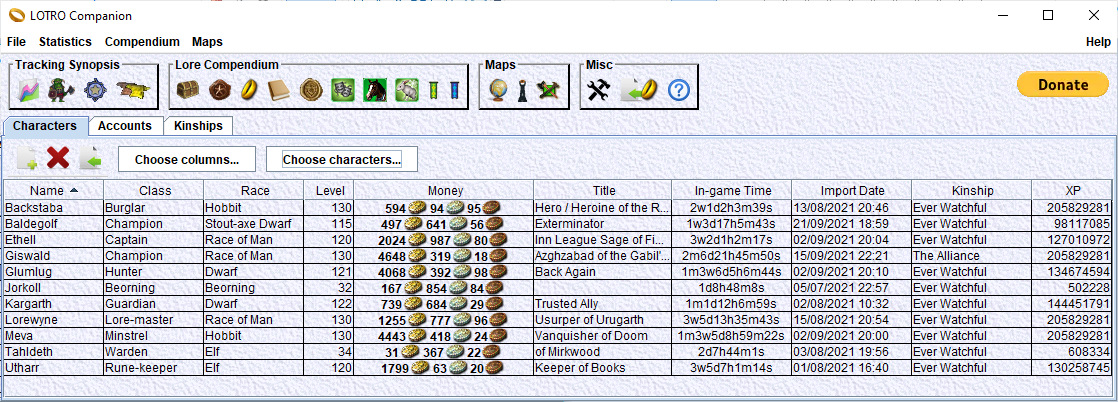 LOTRO Companion
File Statistics Compendium Maps Help
Tracking Synopsis Lore Compendium Maps Misc
Donate
Characters Accounts Kinships
Choose columns... Choose characters...
Name Class Race Level Money Title In-game Time Import Date Kinship XP
Backstaba Burglar Hobbit 130 594 94 95 Hero / Heroine of the R... 2w1d2h3m39s 13/08/2021 20:46 Ever Watchful 205829281
Baldegolf Champion Stout-axe Dwarf 115 497 641 56 Exterminator 1w3d17h5m43s 21/09/2021 18:59 Ever Watchful 98117085
Ethell Captain Race of Man 120 2024 987 80 Inn League Sage of Fi... 3w2d1h2m17s 02/09/2021 20:04 Ever Watchful 127010972
Giswald Champion Race of Man 130 4648 319 18 Azghzabad of the Gabil'... 2m6d21h45m50s 15/09/2021 22:21 The Alliance 205829281
Glumlug Hunter Dwarf 121 4068 392 98 Back Again 1m3w6d5h6m44s 02/09/2021 20:10 Ever Watchful 134674594
Jorkoll Beorning Beorning 32 167 854 84 1d8h48m8s 05/07/2021 22:57 Ever Watchful 502228
Kargarth Guardian Dwarf 122 739 684 29 Trusted Ally 1m1d12h6m59s 02/08/2021 10:32 Ever Watchful 144451791
Lorewyne Lore-master Race of Man 130 1255 777 96 Usurper of Urugarth 3w5d13h35m43s 15/08/2021 20:54 Ever Watchful 205829281
Meva Minstrel Hobbit 130 4443 418 24 Vanquisher of Doom 1m3w5d8h59m22s 02/09/2021 20:00 Ever Watchful 205829281
Tahldeth Warden Elf 34 31 367 22 of Mirkwood 2d7h44m1s 03/08/2021 19:56 Ever Watchful 608334
Utharr Rune-keeper Elf 120 1799 63 20 Keeper of Books 3w5d7h1m14s 01/08/2021 16:40 Ever Watchful 130258745